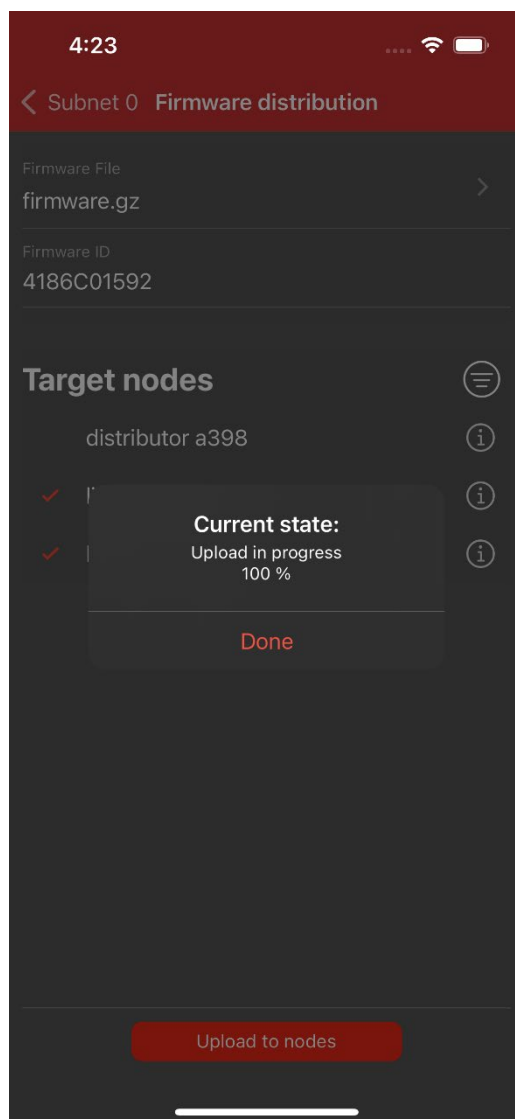 4:23
Subnet 0 Firmware distribution
Firmware File
firmware.gz
Firmware ID
4186C01592
Target nodes
distributor a398
Current state:
Upload in progress
100 %
Done
Upload to nodes